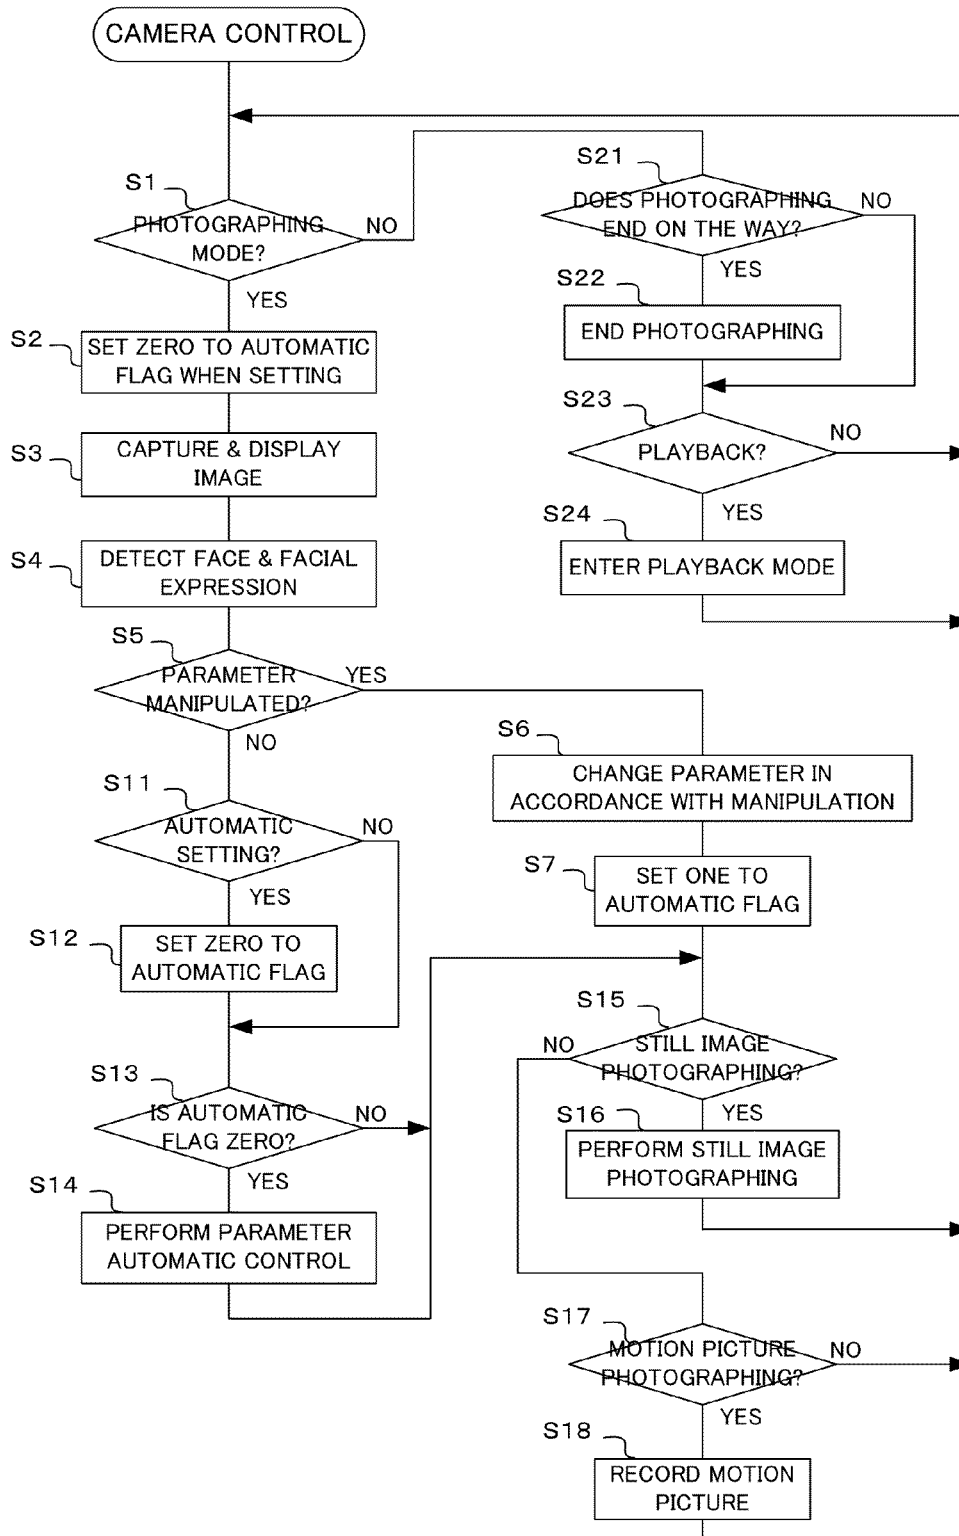 CAMERA CONTROL
S1
PHOTOGRAPHING
MODE?
NO
YES
S2
SET ZERO TO AUTOMATIC
FLAG WHEN SETTING
S3
CAPTURE & DISPLAY
IMAGE
S4
DETECT FACE & FACIAL
EXPRESSION
S5
PARAMETER
MANIPULATED?
YES
NO
S11
AUTOMATIC
SETTING?
NO
YES
S12
SET ZERO TO
AUTOMATIC FLAG
S13
IS AUTOMATIC
FLAG ZERO?
NO
YES
S14
PERFORM PARAMETER
AUTOMATIC CONTROL
S21
DOES PHOTOGRAPHING
END ON THE WAY?
NO
YES
S22
END PHOTOGRAPHING
S23
PLAYBACK?
NO
YES
S24
ENTER PLAYBACK MODE
S6
CHANGE PARAMETER IN
ACCORDANCE WITH MANIPULATION
S7
SET ONE TO
AUTOMATIC FLAG
S15
STILL IMAGE
PHOTOGRAPHING?
NO
YES
S16
PERFORM STILL IMAGE
PHOTOGRAPHING
S17
MOTION PICTURE
PHOTOGRAPHING?
NO
YES
S18
RECORD MOTION
PICTURE